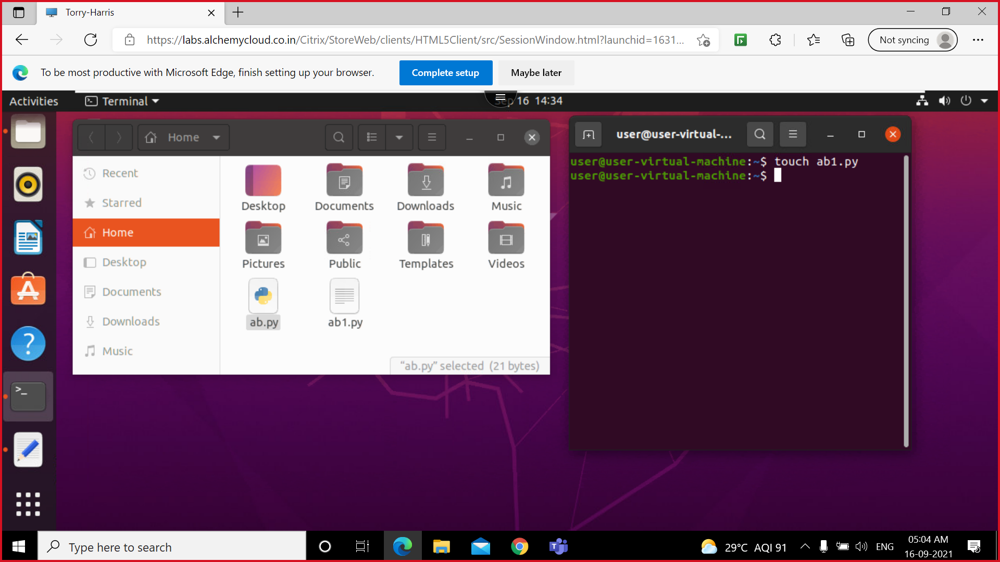 Torry-Harris
https://labs.alchemycloud.co.in/Citrix/StoreWeb/clients/HTML5Client/src/SessionWindow.html?launchid=1631...
Not syncing
To be most productive with Microsoft Edge, finish setting up your browser.
Complete setup
Maybe later
Activities
Terminal
Sep 16 14:34
Home
user@user-virtual-...
Recent
Starred
Home
Desktop
Documents
Downloads
Music
Desktop
Documents
Downloads
Music
Pictures
Public
Templates
Videos
ab.py
ab1.py
“ab.py” selected (21 bytes)
user@user-virtual-machine:~$ touch ab1.py
user@user-virtual-machine:~$
Type here to search
29°C AQI 91
ENG
05:04 AM
16-09-2021